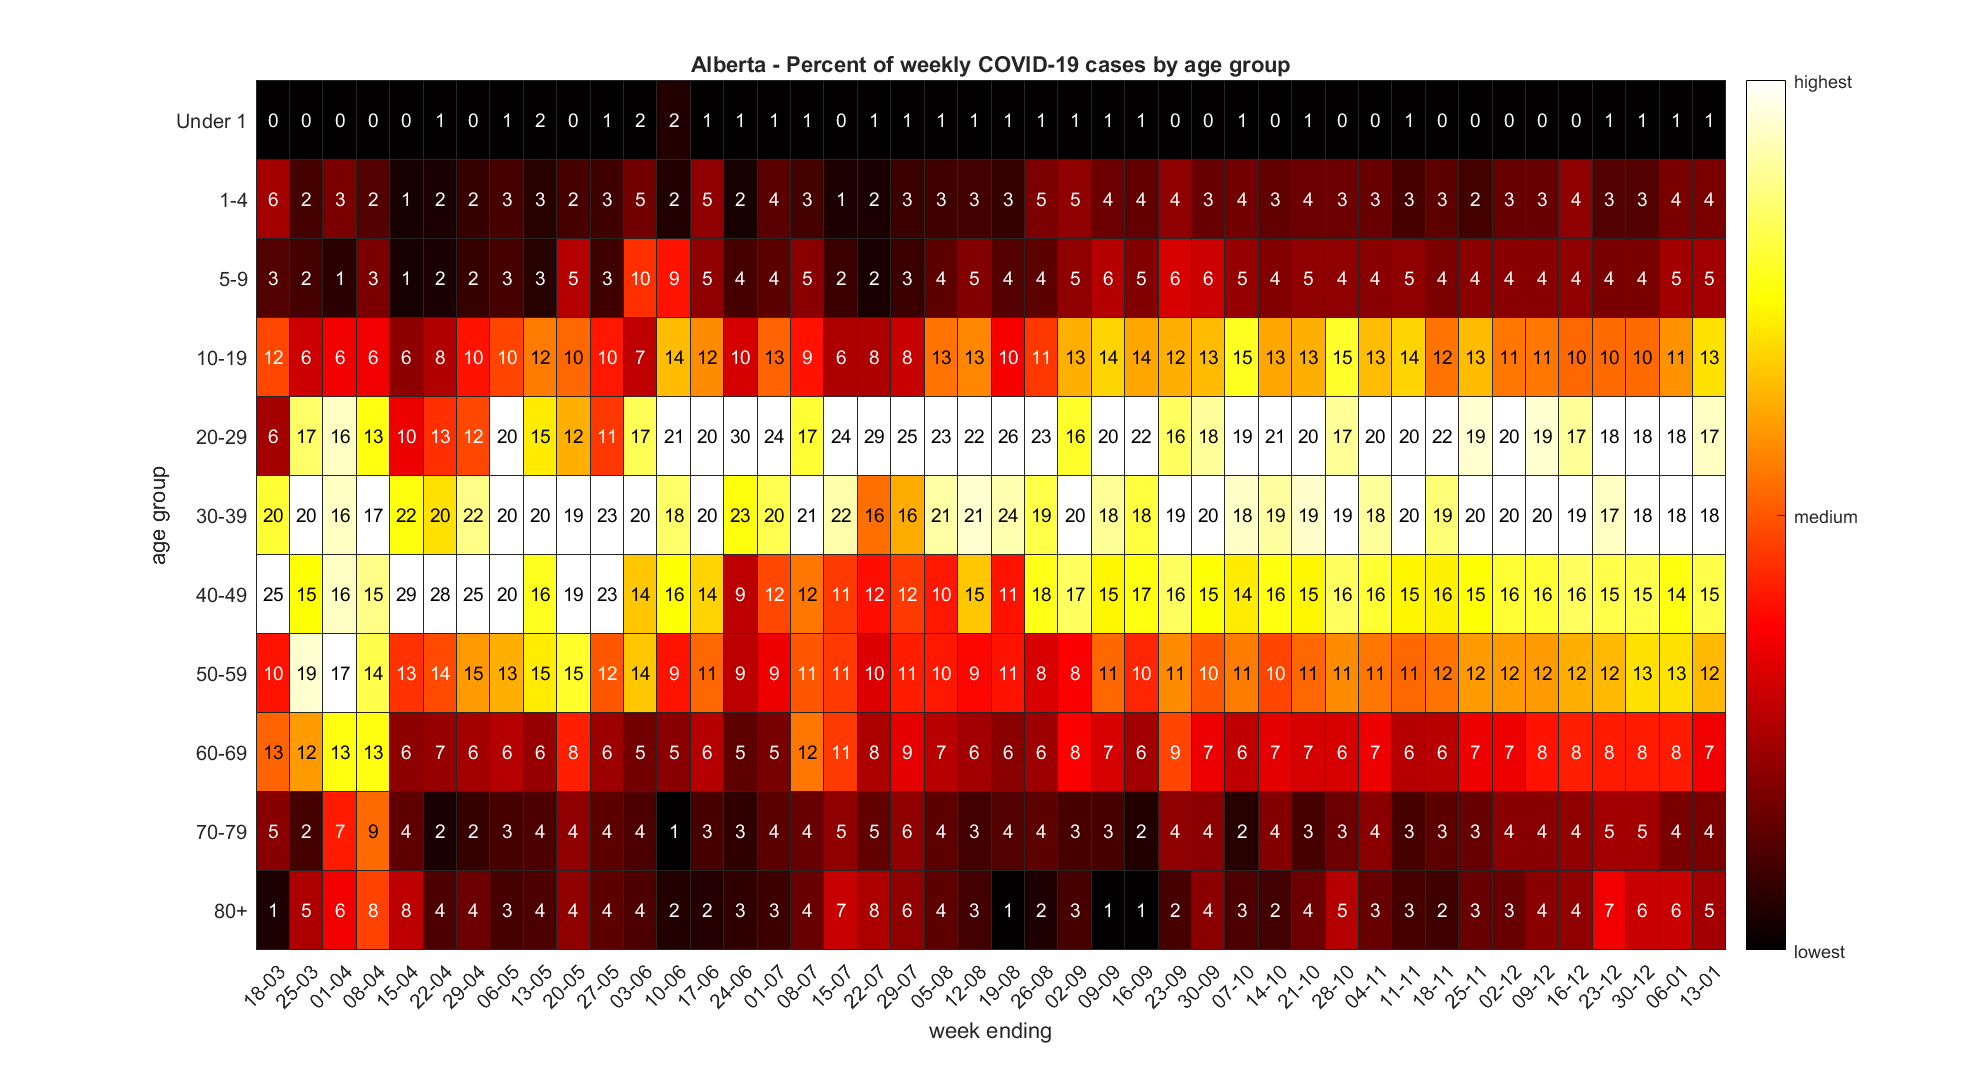 Alberta - Percent of weekly COVID-19 cases by age group
highest
Under 1 0 0 0 0 0 1 0 1 2 0 1 2 2 1 1 1 1 0 1 1 1 1 1 1 1 1 1 0 0 1 0 1 0 0 1 0 0 0 0 0 1 1 1 1
1-4 6 2 3 2 1 2 2 3 3 2 3 5 2 5 2 4 3 1 2 3 3 3 3 5 5 4 4 4 3 4 3 4 3 3 3 3 2 3 3 4 3 3 4 4
5-9 3 2 1 3 1 2 2 3 3 5 3 10 9 5 4 4 5 2 2 3 4 5 4 4 5 6 5 6 6 5 4 5 4 4 5 4 4 4 4 4 4 4 5 5
10-19 12 6 6 6 6 8 10 10 12 10 10 7 14 12 10 13 9 6 8 8 13 13 10 11 13 14 14 12 13 15 13 13 15 13 14 12 13 11 11 10 10 10 11 13
20-29 6 17 16 13 10 13 12 20 15 12 11 17 21 20 30 24 17 24 29 25 23 22 26 23 16 20 22 16 18 19 21 20 17 20 20 22 19 20 19 17 18 18 18 17
30-39 20 20 16 17 22 20 22 20 20 19 23 20 18 20 23 20 21 22 16 16 21 21 24 19 20 18 18 19 20 18 19 19 19 18 20 19 20 20 20 19 17 18 18 18
medium
40-49 25 15 16 15 29 28 25 20 16 19 23 14 16 14 9 12 12 11 12 12 10 15 11 18 17 15 17 16 15 14 16 15 16 16 15 16 15 16 16 16 15 15 14 15
50-59 10 19 17 14 13 14 15 13 15 15 12 14 9 11 9 9 11 11 10 11 10 9 11 8 8 11 10 11 10 11 10 11 11 11 11 12 12 12 12 12 12 13 13 12
60-69 13 12 13 13 6 7 6 6 6 8 6 5 5 6 5 5 12 11 8 9 7 6 6 6 8 7 6 9 7 6 7 7 6 7 6 6 7 7 8 8 8 8 8 7
70-79 5 2 7 9 4 2 2 3 4 4 4 4 1 3 3 4 4 5 5 6 4 3 4 4 3 3 2 4 4 2 4 3 3 4 3 3 3 4 4 4 5 5 4 4
80+ 1 5 6 8 8 4 4 3 4 4 4 4 2 2 3 3 4 7 8 6 4 3 1 2 3 1 1 2 4 3 2 4 5 3 3 2 3 3 4 4 7 6 6 5
lowest
age group
18-03 25-03 01-04 08-04 15-04 22-04 29-04 06-05 13-05 20-05 27-05 03-06 10-06 17-06 24-06 01-07 08-07 15-07 22-07 29-07 05-08 12-08 19-08 26-08 02-09 09-09 16-09 23-09 30-09 07-10 14-10 21-10 28-10 04-11 11-11 18-11 25-11 02-12 09-12 16-12 23-12 30-12 06-01 13-01
week ending